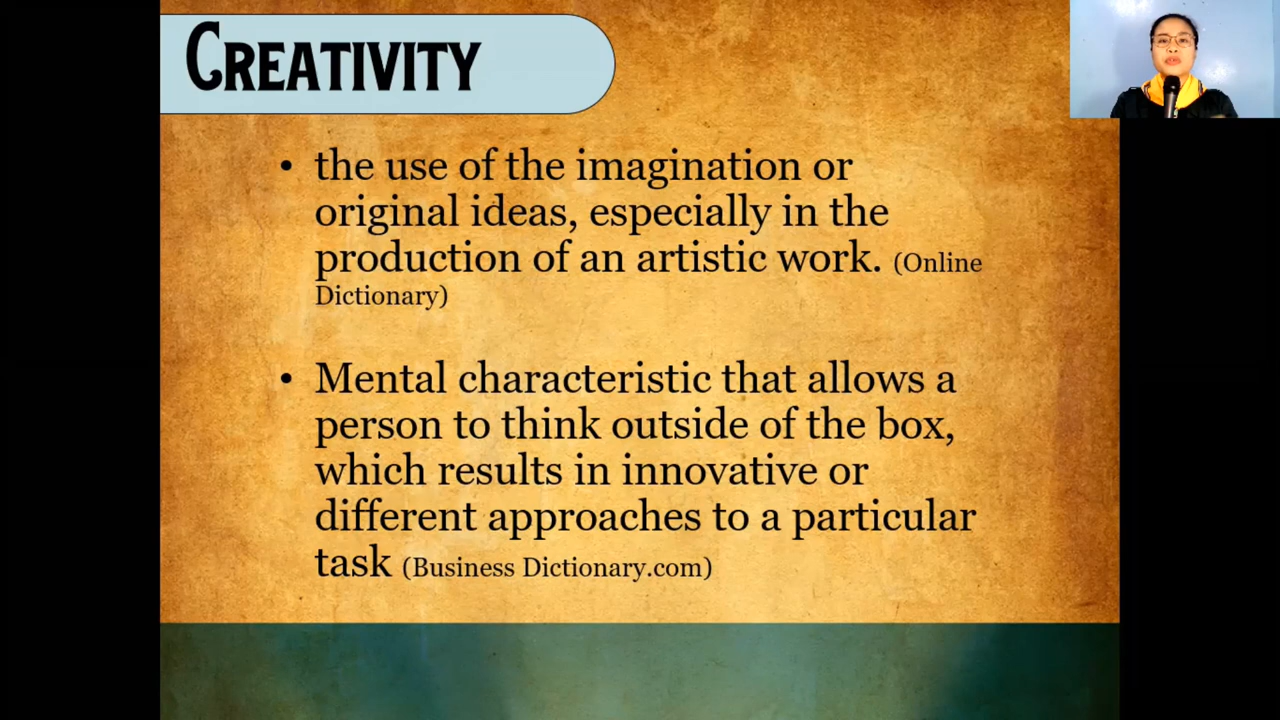 CREATIVITY
• the use of the imagination or
original ideas, especially in the
production of an artistic work. (Online
Dictionary)
• Mental characteristic that allows a
person to think outside of the box,
which results in innovative or
different approaches to a particular
task (Business Dictionary.com)